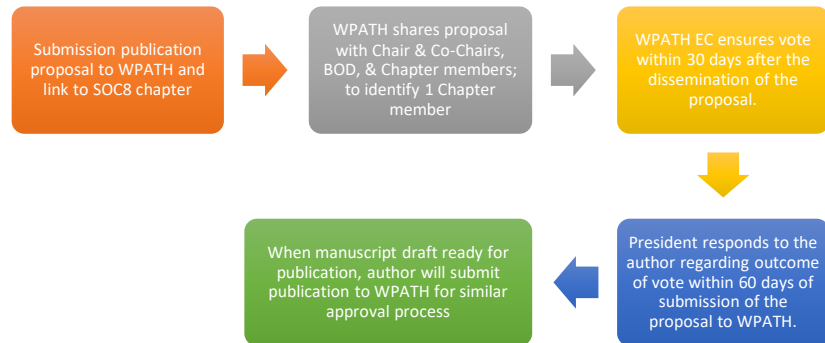 Submission publication
proposal to WPATH and
link to SOC8 chapter
WPATH shares proposal
with Chair & Co-Chairs,
BOD, & Chapter members;
to identify 1 Chapter
member
WPATH EC ensures vote
within 30 days after the
dissemination of the
proposal.
President responds to the
author regarding outcome
of vote within 60 days of
submission of the
proposal to WPATH.
When manuscript draft ready for
publication, author will submit
publication to WPATH for similar
approval process